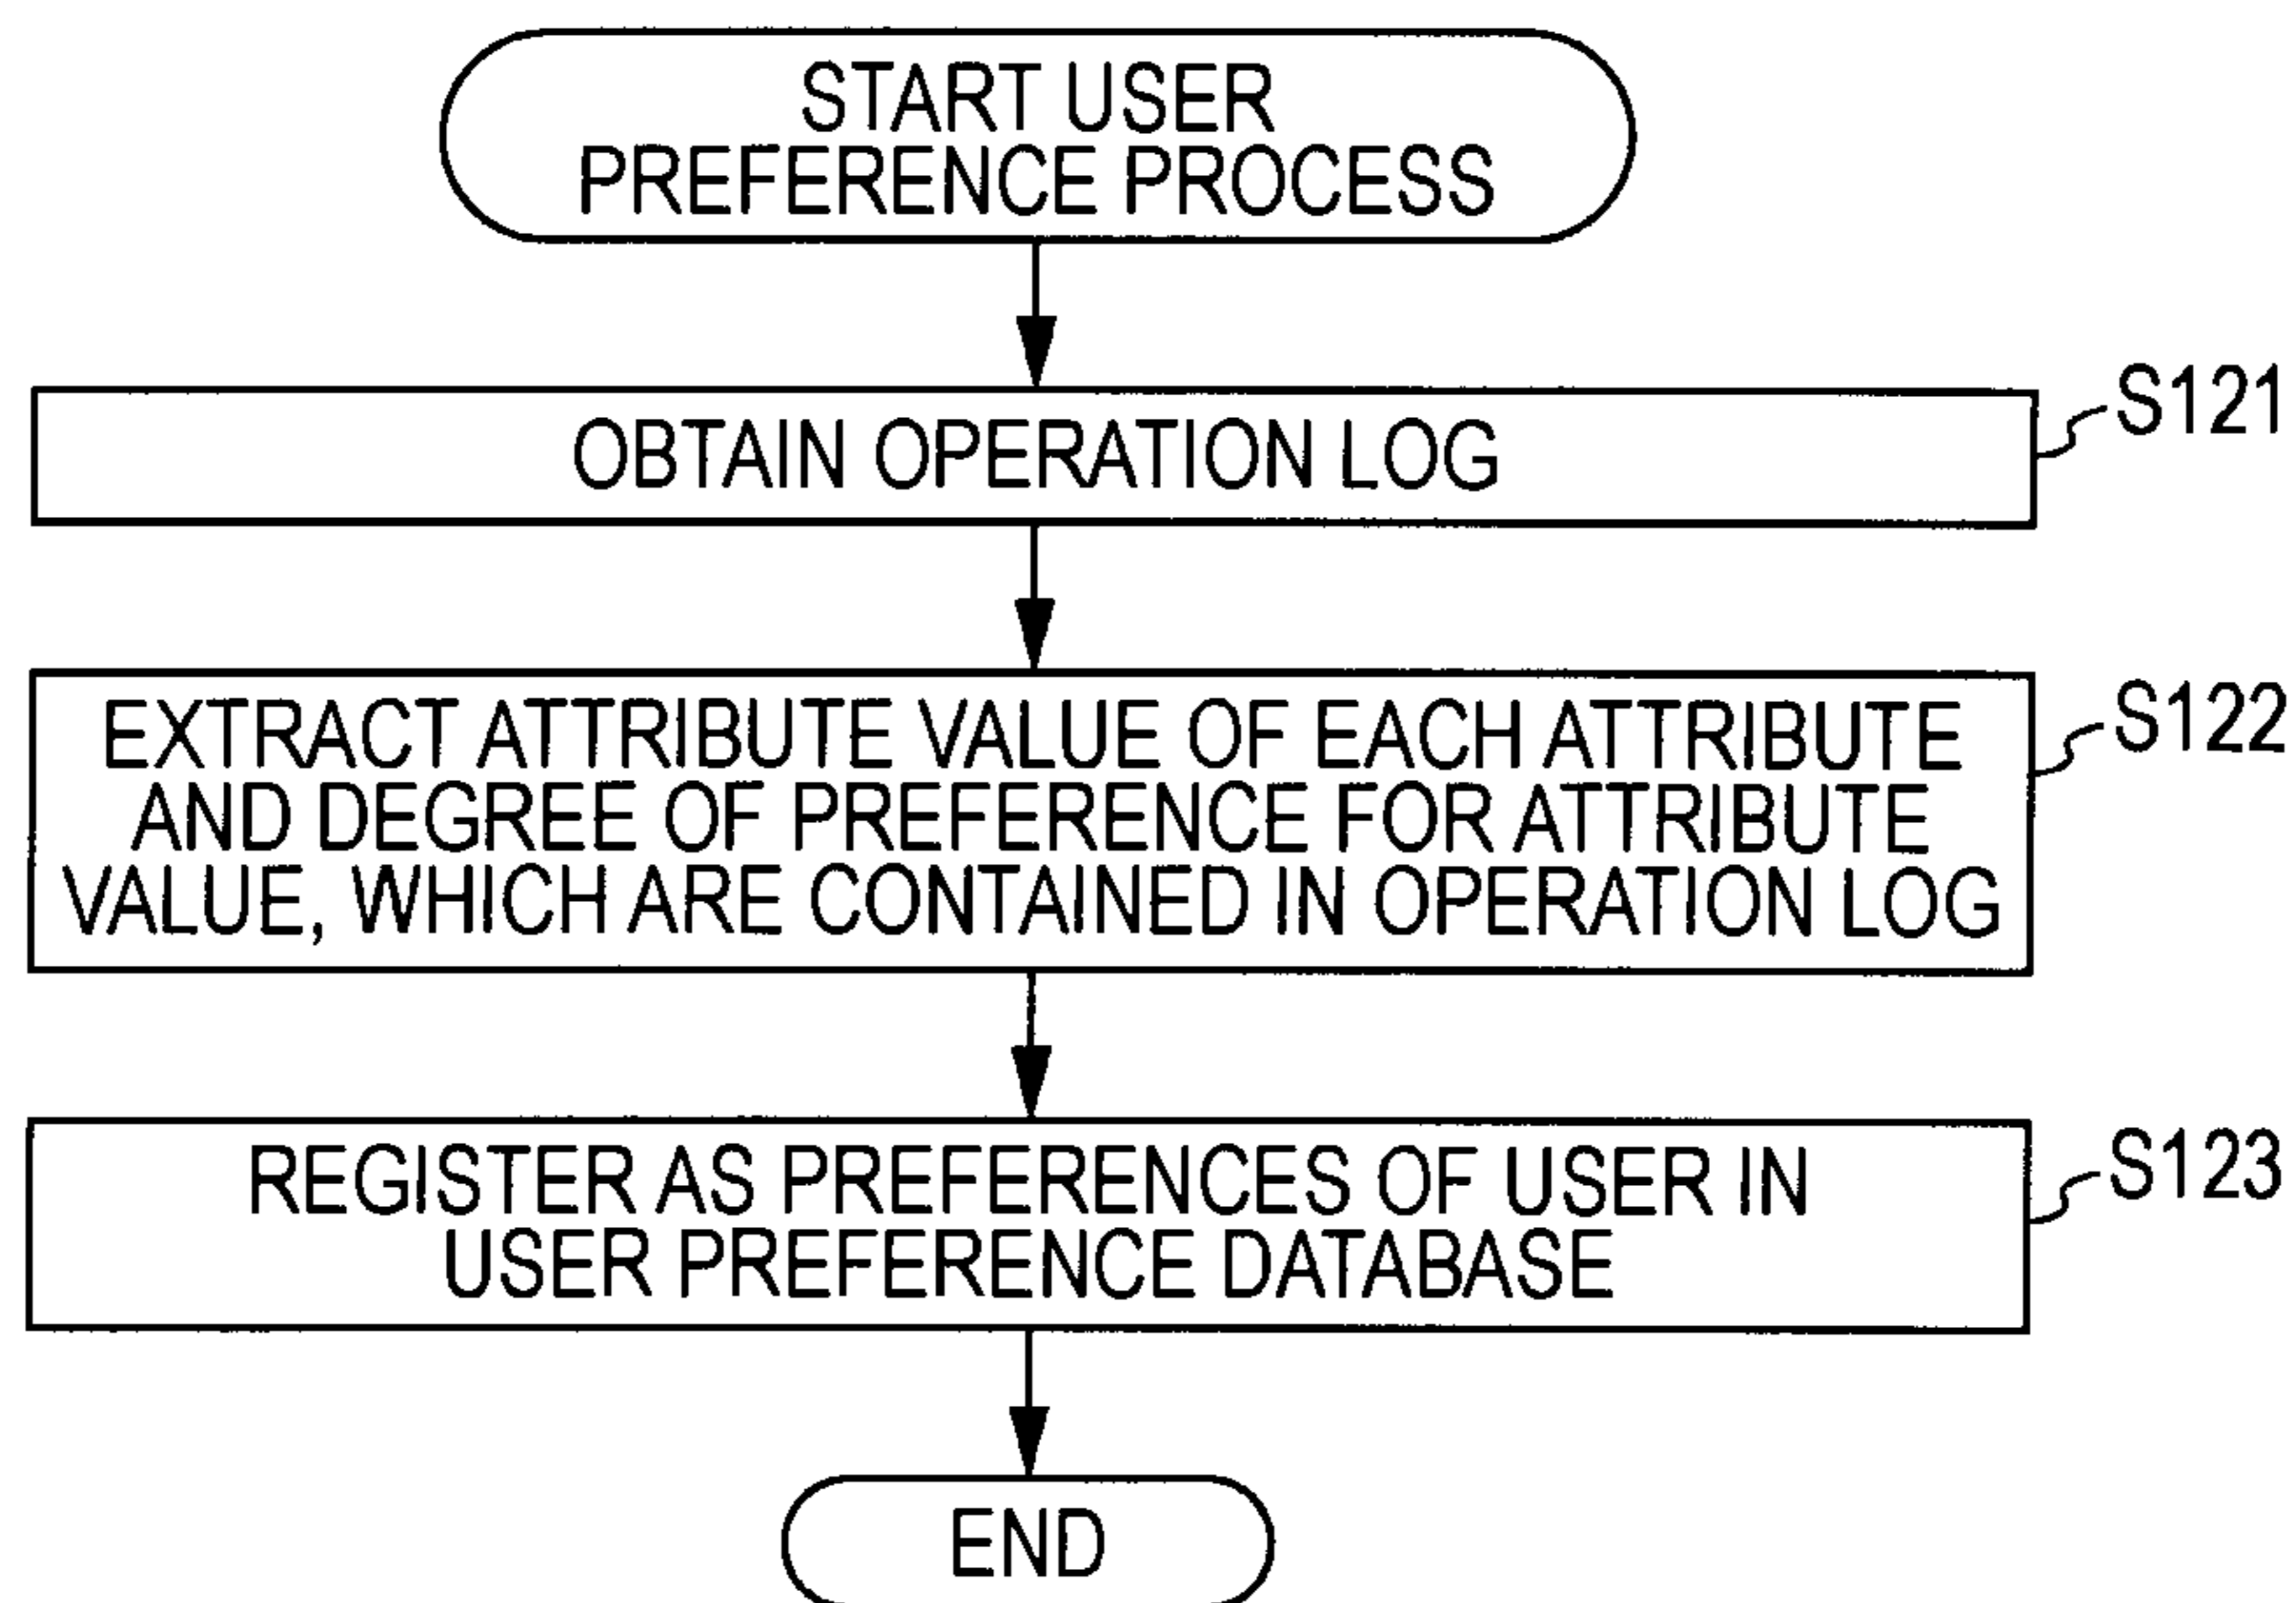 START USER
PREFERENCE PROCESS
OBTAIN OPERATION LOG
S121
EXTRACT ATTRIBUTE VALUE OF EACH ATTRIBUTE
AND DEGREE OF PREFERENCE FOR ATTRIBUTE
VALUE, WHICH ARE CONTAINED IN OPERATION LOG
S122
REGISTER AS PREFERENCES OF USER IN
USER PREFERENCE DATABASE
S123
END